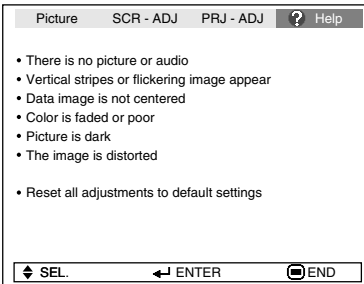 Picture SCR - ADJ PRJ - ADJ ? Help
• There is no picture or audio
• Vertical stripes or flickering image appear
• Data image is not centered
• Color is faded or poor
• Picture is dark
• The image is distorted
• Reset all adjustments to default settings
SEL. ENTER END